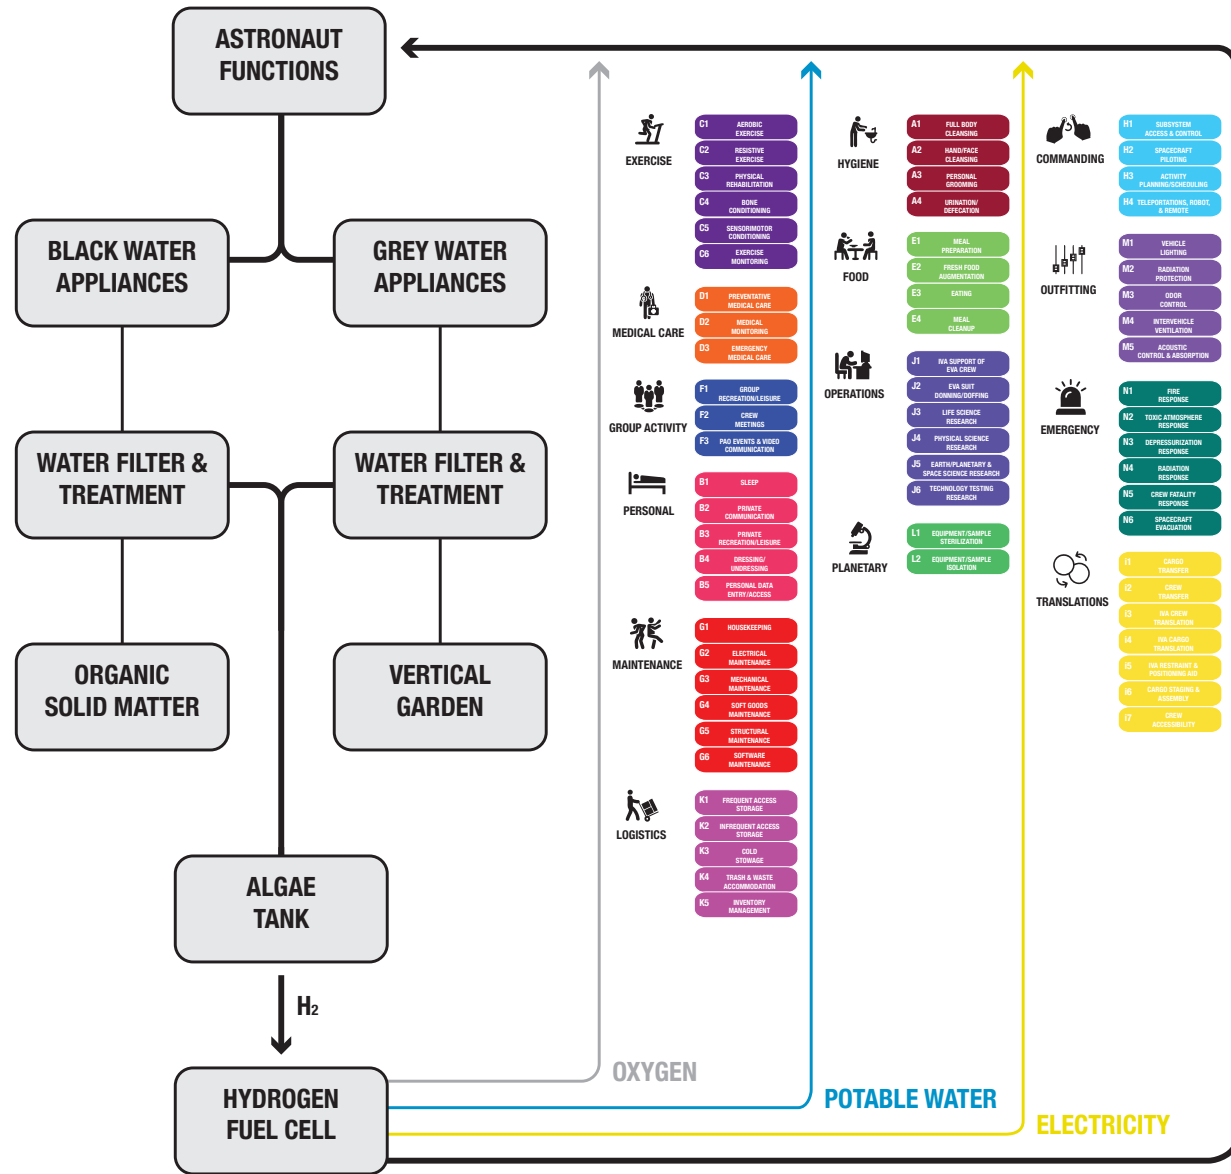 ASTRONAUT
FUNCTIONS
BLACK WATER
APPLIANCES
GREY WATER
APPLIANCES
WATER FILTER &
TREATMENT
WATER FILTER &
TREATMENT
ORGANIC
SOLID MATTER
VERTICAL
GARDEN
ALGAE
TANK
H2
HYDROGEN
FUEL CELL
OXYGEN
POTABLE WATER
ELECTRICITY
EXERCISE
C1 AEROBIC
EXERCISE
C2 RESISTIVE
EXERCISE
C3 PHYSICAL
REHABILITATION
C4 BONE
CONDITIONING
C5 SENSORIMOTOR
CONDITIONING
C6 EXERCISE
MONITORING
MEDICAL CARE
D1 PREVENTATIVE
MEDICAL CARE
D2 MEDICAL
MONITORING
D3 EMERGENCY
MEDICAL CARE
GROUP ACTIVITY
F1 GROUP
RECREATION/LEISURE
F2 CREW
MEETINGS
F3 PAO EVENTS & VIDEO
COMMUNICATION
PERSONAL
B1 SLEEP
B2 PRIVATE
COMMUNICATION
B3 PRIVATE
RECREATION/LEISURE
B4 DRESSING/
UNDRESSING
B5 PERSONAL DATA
ENTRY/ACCESS
MAINTENANCE
G1 HOUSEKEEPING
G2 ELECTRICAL
MAINTENANCE
G3 MECHANICAL
MAINTENANCE
G4 SOFT GOODS
MAINTENANCE
G5 STRUCTURAL
MAINTENANCE
G6 SOFTWARE
MAINTENANCE
LOGISTICS
K1 FREQUENT ACCESS
STORAGE
K2 INFREQUENT ACCESS
STORAGE
K3 COLD
STOWAGE
K4 TRASH & WASTE
ACCOMMODATION
K5 INVENTORY
MANAGEMENT
HYGIENE
A1 FULL BODY
CLEANSING
A2 HAND/FACE
CLEANSING
A3 PERSONAL
GROOMING
A4 URINATION/
DEFECATION
FOOD
E1 MEAL
PREPARATION
E2 FRESH FOOD
AUGMENTATION
E3 EATING
E4 MEAL
CLEANUP
OPERATIONS
J1 IVA SUPPORT OF
EVA CREW
J2 EVA SUIT
DONNING/DOFFING
J3 LIFE SCIENCE
RESEARCH
J4 PHYSICAL SCIENCE
RESEARCH
J5 EARTH/PLANETARY &
SPACE SCIENCE RESEARCH
J6 TECHNOLOGY TESTING
RESEARCH
PLANETARY
L1 EQUIPMENT/SAMPLE
STERILIZATION
L2 EQUIPMENT/SAMPLE
ISOLATION
COMMANDING
H1 SUBSYSTEM
ACCESS & CONTROL
H2 SPACECRAFT
PILOTING
H3 ACTIVITY
PLANNING/SCHEDULING
H4 TELEPORTATIONS, ROBOT,
& REMOTE
OUTFITTING
M1 VEHICLE
LIGHTING
M2 RADIATION
PROTECTION
M3 ODOR
CONTROL
M4 INTERVEHICLE
VENTILATION
M5 ACOUSTIC
CONTROL & ABSORPTION
EMERGENCY
N1 FIRE
RESPONSE
N2 TOXIC ATMOSPHERE
RESPONSE
N3 DEPRESSURIZATION
RESPONSE
N4 RADIATION
RESPONSE
N5 CREW FATALITY
RESPONSE
N6 SPACECRAFT
EVACUATION
TRANSLATIONS
I1 CARGO
TRANSFER
I2 CREW
TRANSFER
I3 IVA CREW
TRANSLATION
I4 IVA CARGO
TRANSLATION
I5 IVA RESTRAINT &
POSITIONING AID
I6 CARGO STAGING &
ASSEMBLY
I7 CREW
ACCESSIBILITY